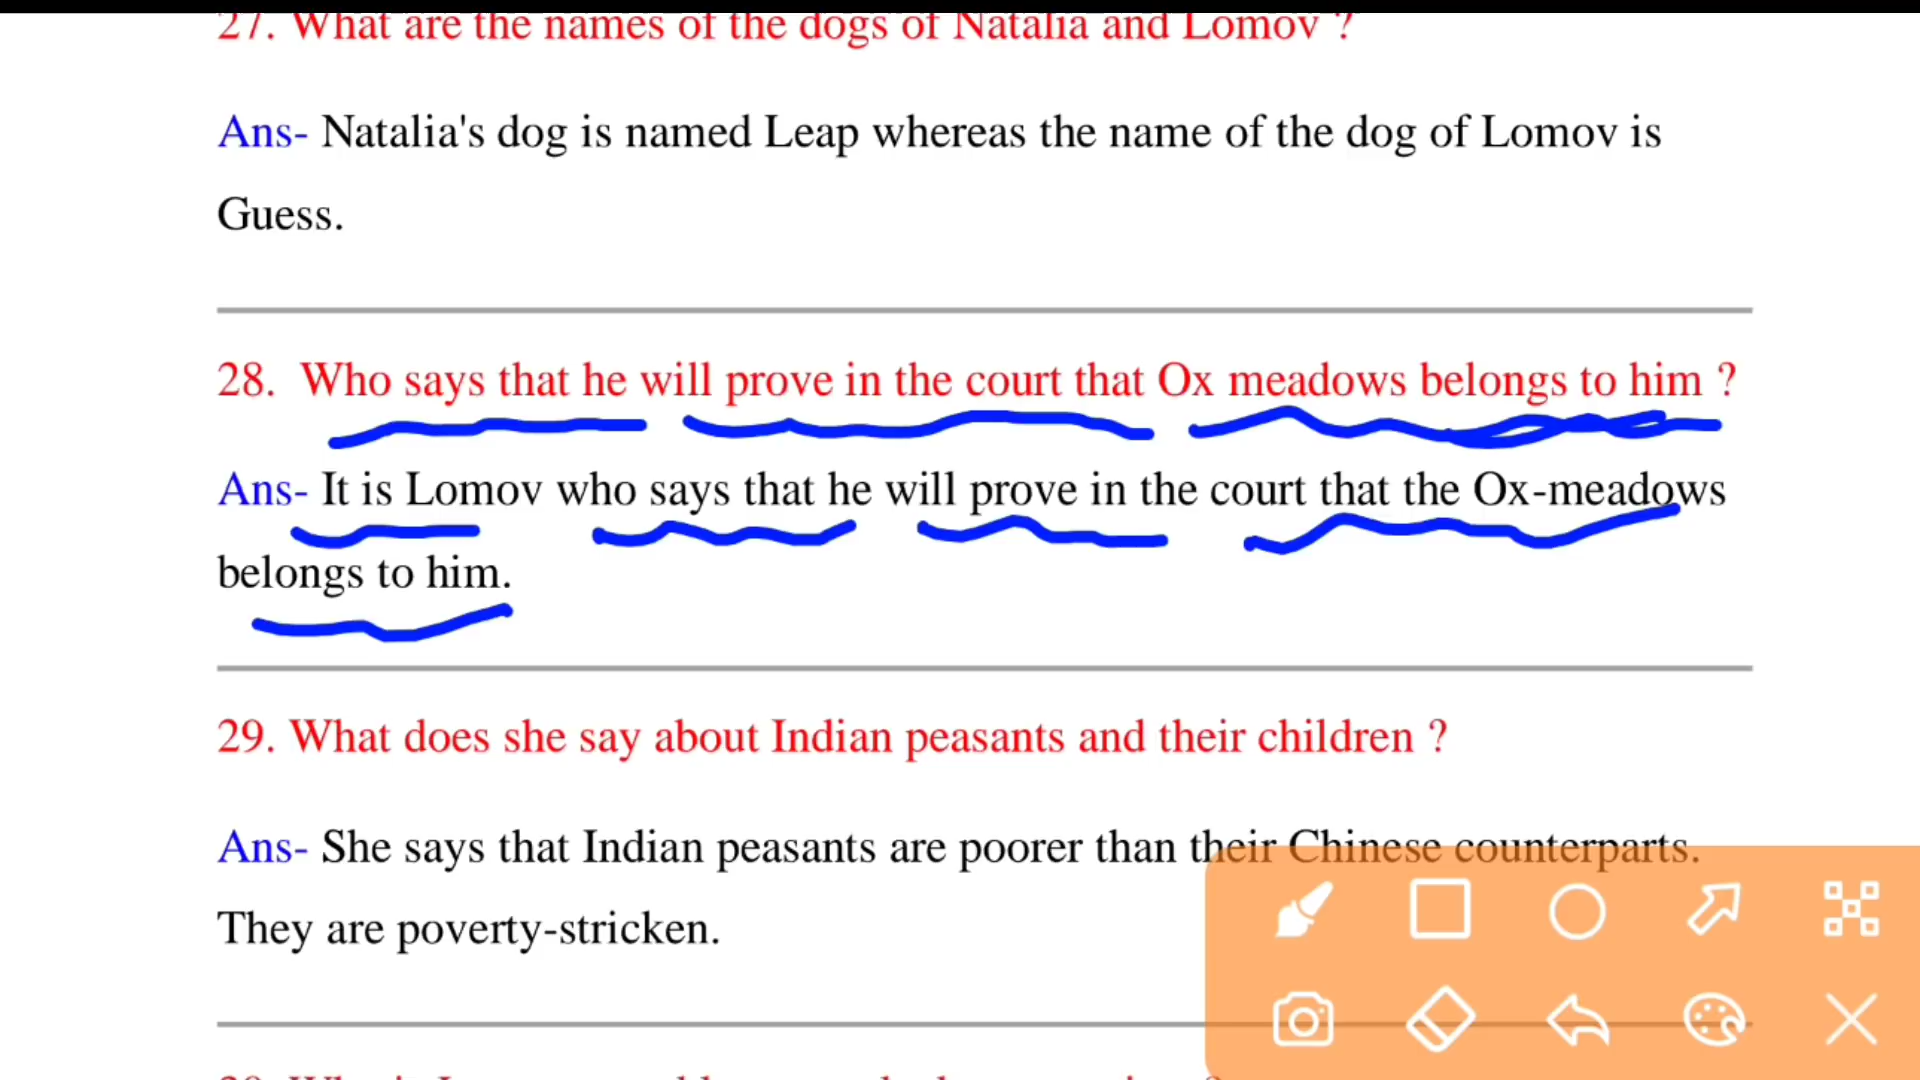 27. What are the names of the dogs of Natalia and Lomov ?
Ans- Natalia's dog is named Leap whereas the name of the dog of Lomov is
Guess.
28. Who says that he will prove in the court that Ox meadows belongs to him ?
Ans- It is Lomov who says that he will prove in the court that the Ox-meadows
belongs to him.
29. What does she say about Indian peasants and their children ?
Ans- She says that Indian peasants are poorer than their Chinese counterparts.
They are poverty-stricken.